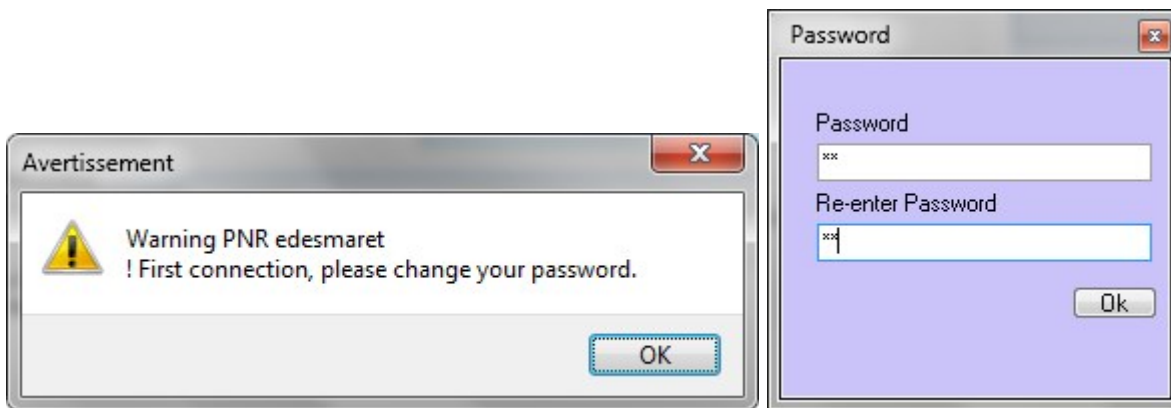 Avertissement
Warning PNR edesmaret
! First connection, please change your password.
OK
Password
Password
**
Re-enter Password
**
Ok